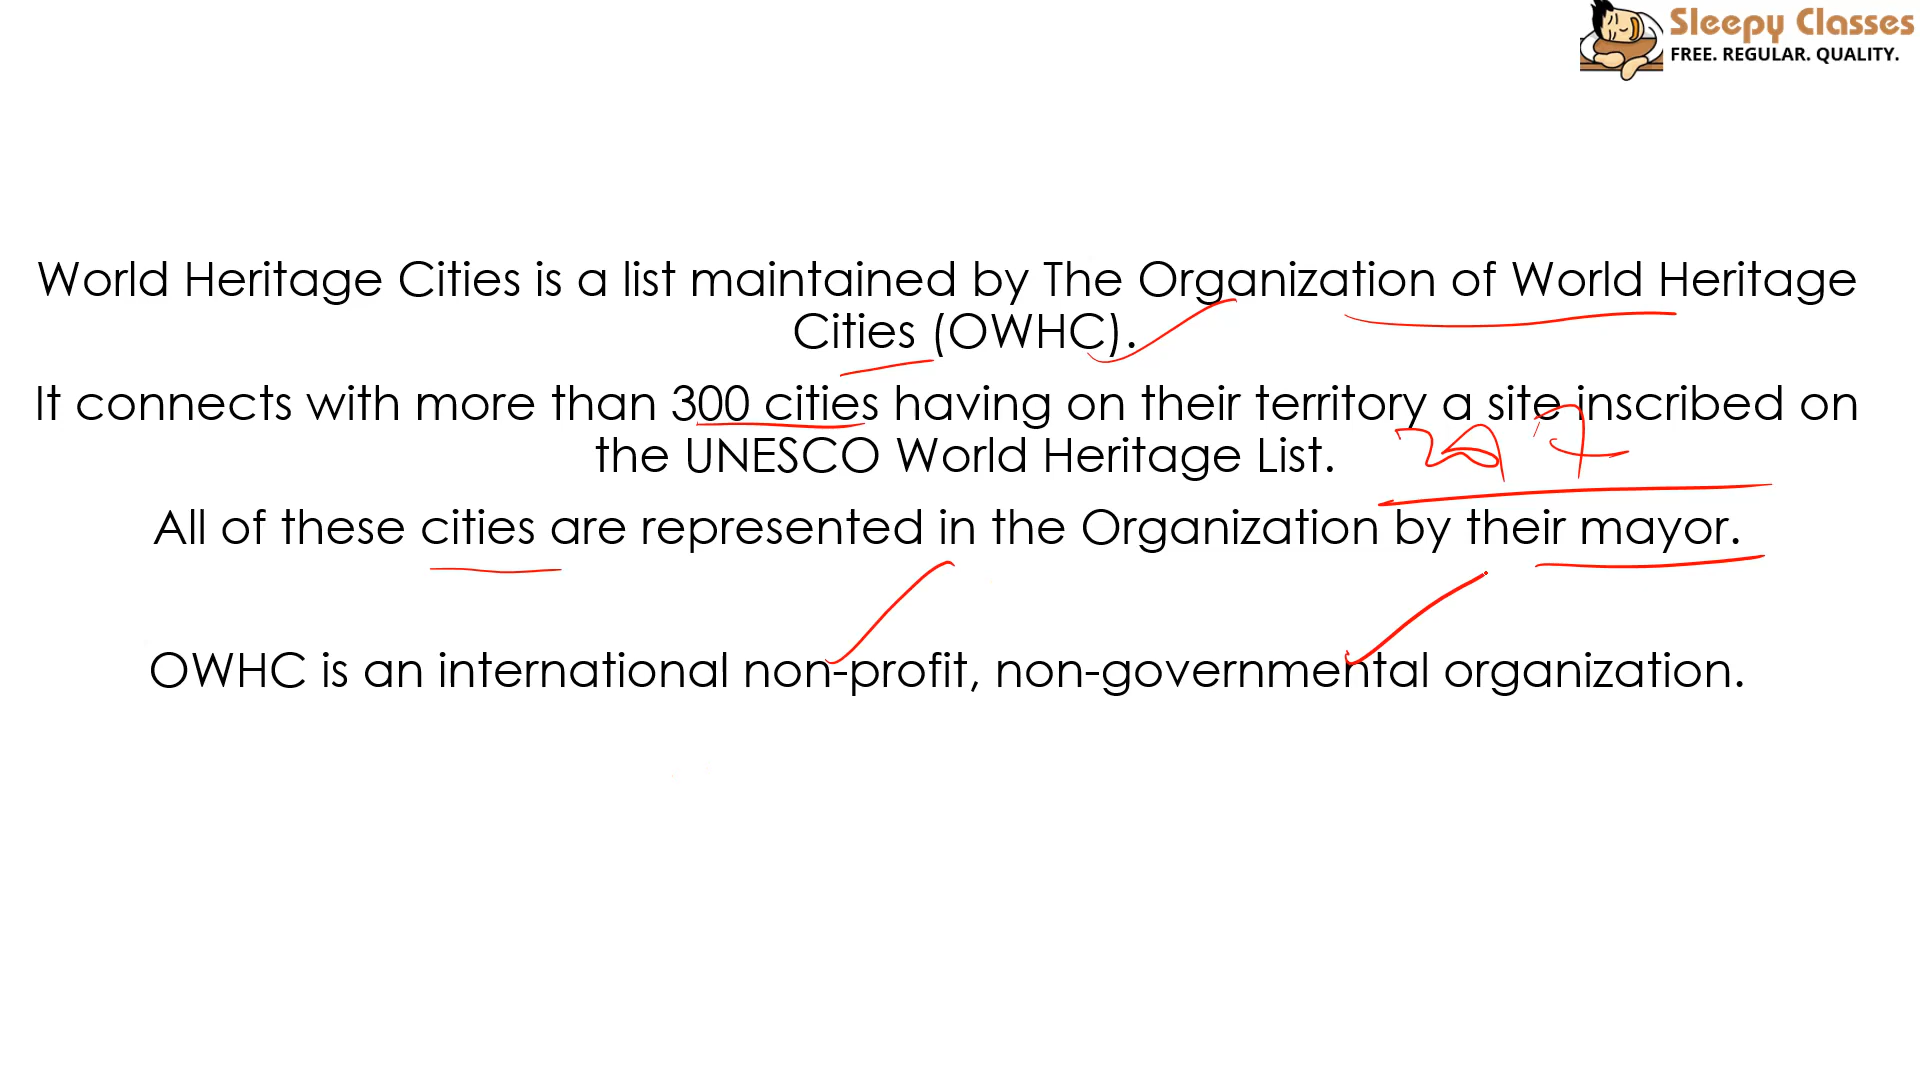 Sleepy Classes
FREE. REGULAR. QUALITY.
World Heritage Cities is a list maintained by The Organization of World Heritage
Cities (OWHC).
It connects with more than 300 cities having on their territory a site inscribed on
the UNESCO World Heritage List.
All of these cities are represented in the Organization by their mayor.
OWHC is an international non-profit, non-governmental organization.